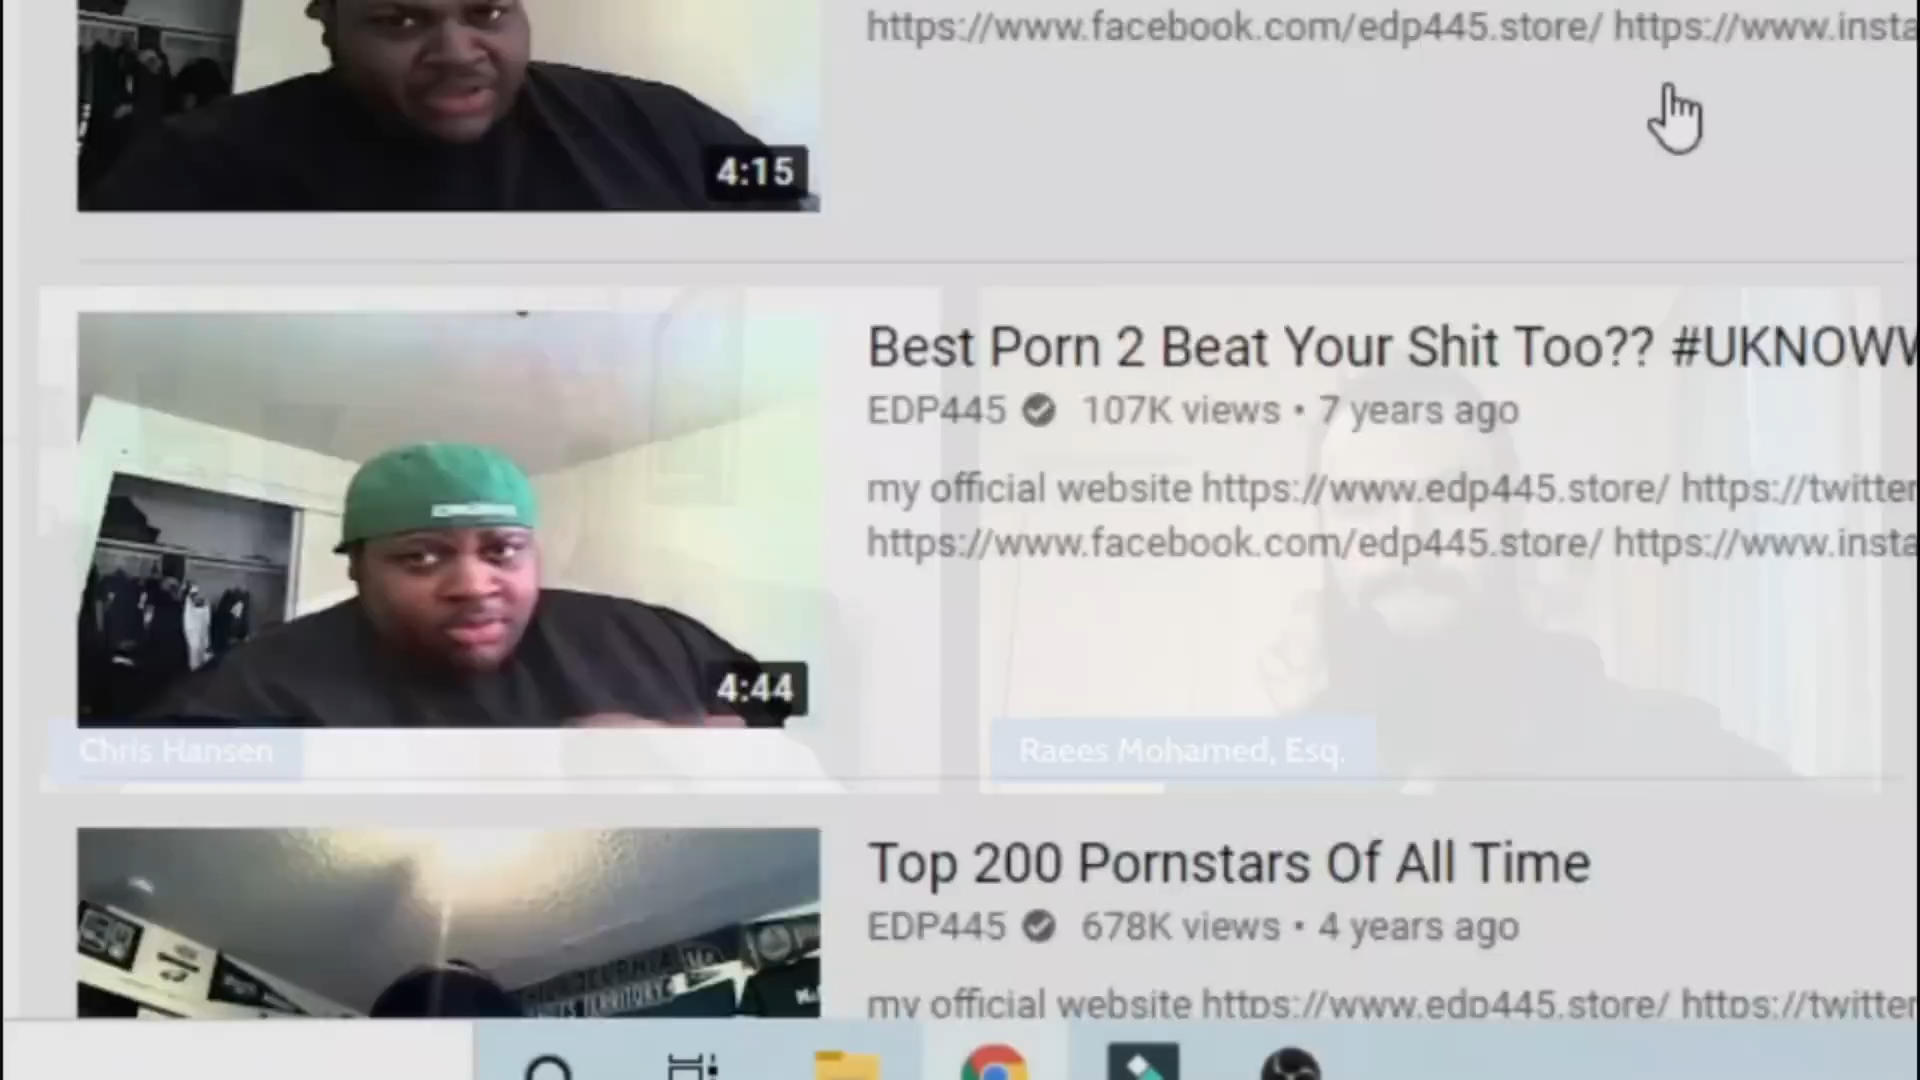 https://www.facebook.com/edp445.store/ https://www.insta
4:15
Best Porn 2 Beat Your Shit Too?? #UKNOWW
EDP445 107K views • 7 years ago
my official website https://www.edp445.store/ https://twitter
https://www.facebook.com/edp445.store/ https://www.insta
4:44
Chris Hansen
Raees Mohamed, Esq.
Top 200 Pornstars Of All Time
EDP445 678K views • 4 years ago
my official website https://www.edp445.store/ https://twitter